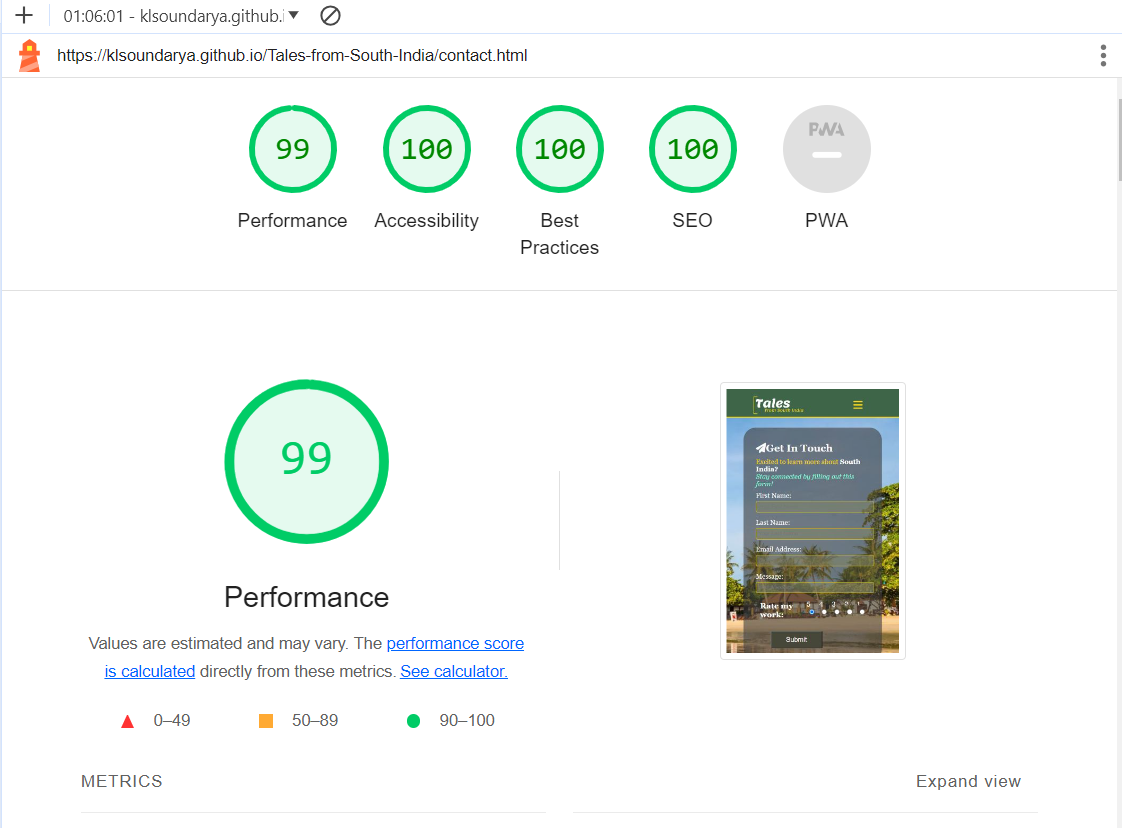 01:06:01 - klsoundarya.github.i
https://klsoundarya.github.io/Tales-from-South-India/contact.html
99
100
100
100
PWA
Performance
Accessibility
Best
Practices
SEO
PWA
99
Performance
Values are estimated and may vary. The performance score
is calculated directly from these metrics. See calculator.
0–49
50–89
90–100
Tales
From South India
Get In Touch
Excited to learn more about South
India?
Stay connected by filling out this
form!
First Name:
Last Name:
Email Address:
Message:
Rate my
work:
5 4 3 2 1
Submit
METRICS
Expand view